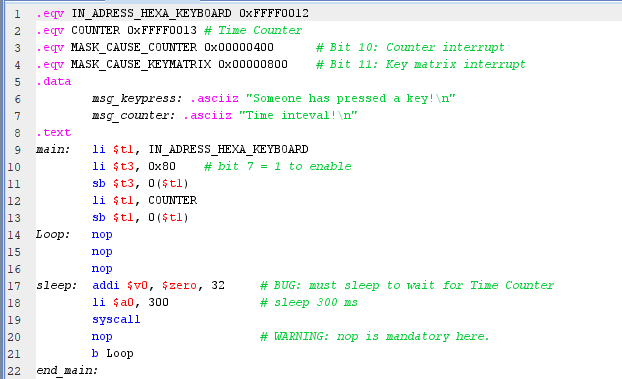 1 .eqv IN_ADRESS_HEXA_KEYBOARD 0xFFFF0012
2 .eqv COUNTER 0xFFFF0013 # Time Counter
3 .eqv MASK_CAUSE_COUNTER 0x00000400 # Bit 10: Counter interrupt
4 .eqv MASK_CAUSE_KEYMATRIX 0x00000800 # Bit 11: Key matrix interrupt
5 .data
6 msg_keypress: .asciiz "Someone has pressed a key!\n"
7 msg_counter: .asciiz "Time inteval!\n"
8 .text
9 main: li $t1, IN_ADRESS_HEXA_KEYBOARD
10 li $t3, 0x80 # bit 7 = 1 to enable
11 sb $t3, 0($t1)
12 li $t1, COUNTER
13 sb $t1, 0($t1)
14 Loop: nop
15 nop
16 nop
17 sleep: addi $v0, $zero, 32 # BUG: must sleep to wait for Time Counter
18 li $a0, 300 # sleep 300 ms
19 syscall
20 nop # WARNING: nop is mandatory here.
21 b Loop
22 end_main: